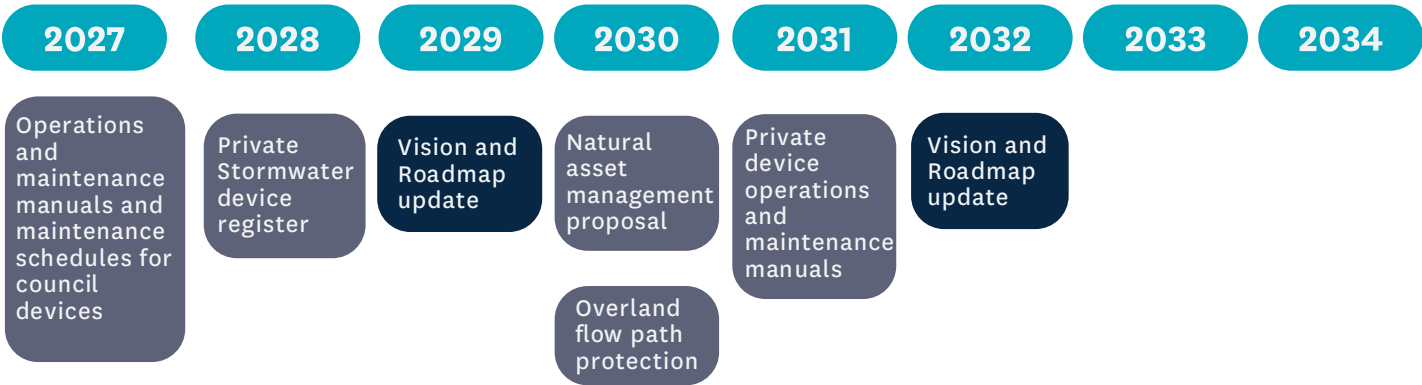 2027 2028 2029 2030 2031 2032 2033 2034
Operations
and
maintenance
manuals and
maintenance
schedules for
council
devices
Private
Stormwater
device
register
Vision and
Roadmap
update
Natural
asset
management
proposal
Overland
flow path
protection
Private
device
operations
and
maintenance
manuals
Vision and
Roadmap
update